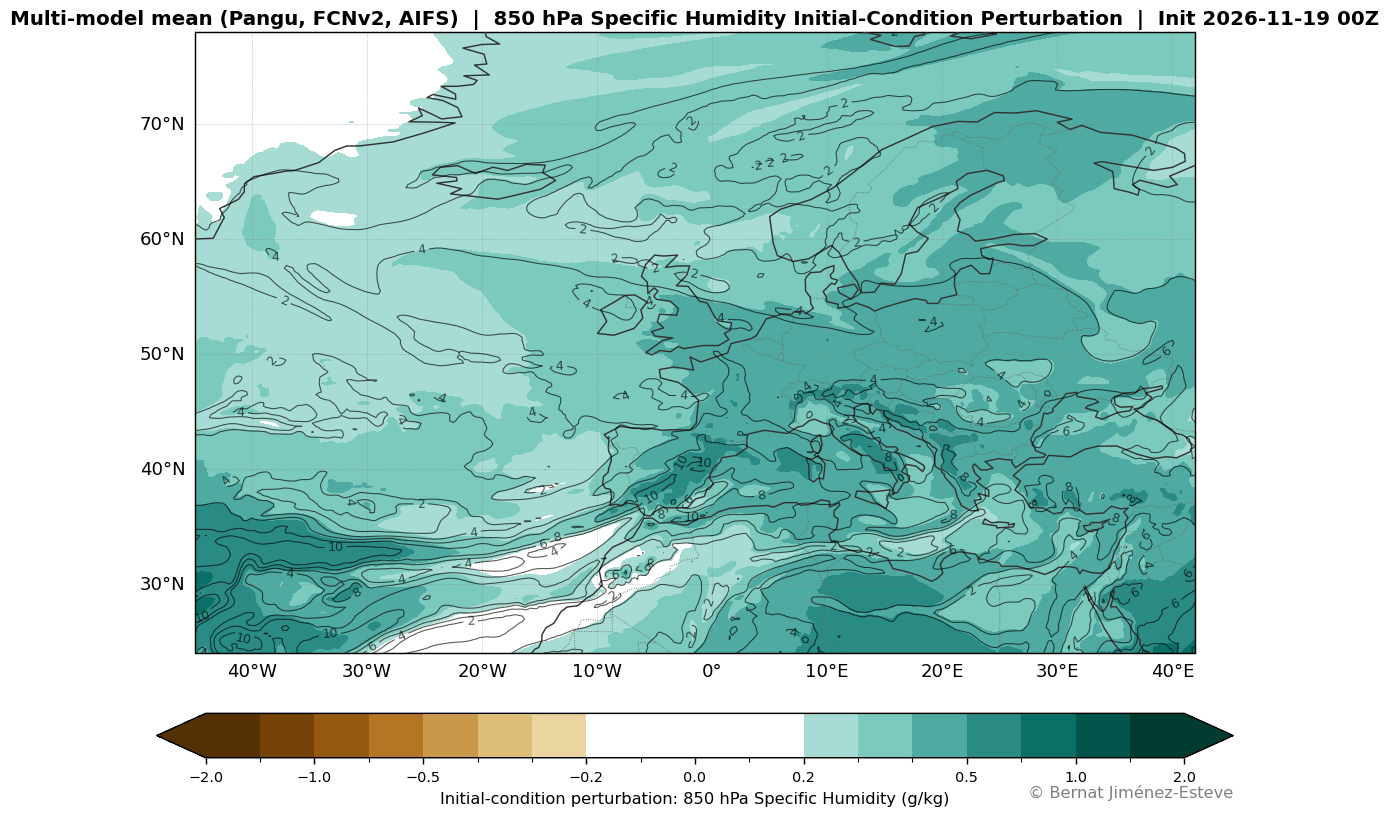 Multi-model mean (Pangu, FCNv2, AIFS) | 850 hPa Specific Humidity Initial-Condition Perturbation | Init 2026-11-19 00Z
70°N
60°N
50°N
40°N
30°N
40°W 30°W 20°W 10°W 0° 10°E 20°E 30°E 40°E
−2.0 −1.0 −0.5 −0.2 0.0 0.2 0.5 1.0 2.0
Initial-condition perturbation: 850 hPa Specific Humidity (g/kg)
© Bernat Jiménez-Esteve